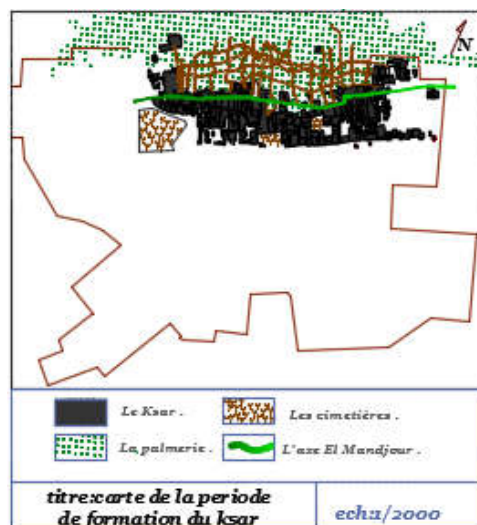 N
Le Ksar .
Les cimetières .
La palmerie .
L'axe El Mandjour .
titre:carte de la periode
de formation du ksar
ech:1/2000